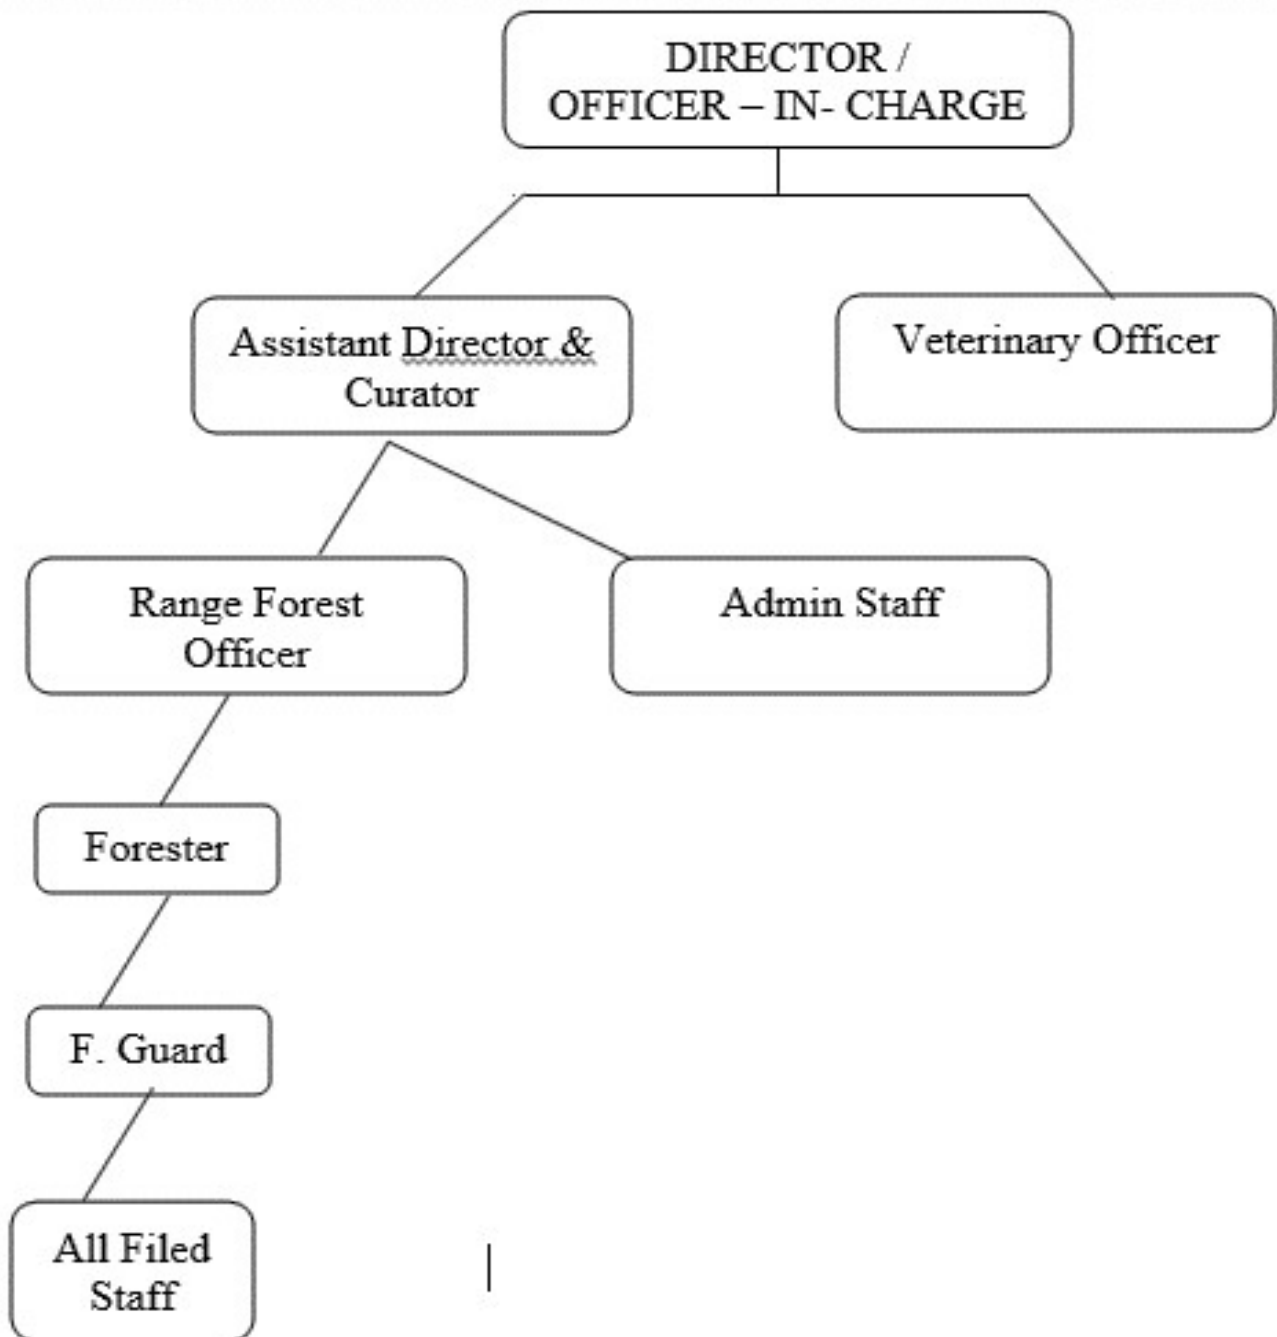 DIRECTOR /
OFFICER – IN- CHARGE
Assistant Director &
Curator
Veterinary Officer
Range Forest
Officer
Admin Staff
Forester
F. Guard
All Filed
Staff